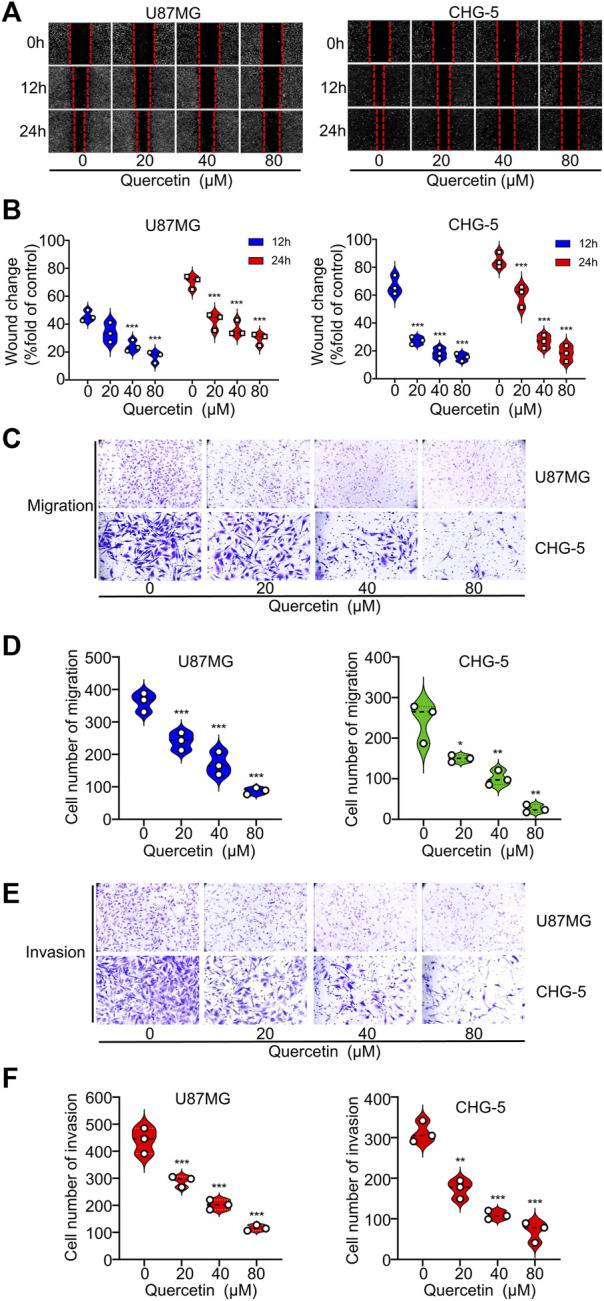 A
U87MG
CHG-5
0h
12h
24h
0h
12h
24h
0 20 40 80
0 20 40 80
Quercetin (μM)
Quercetin (μM)
B
U87MG
CHG-5
12h
24h
12h
24h
Wound change
(%fold of control)
100
80
60
40
20
0
*** *** *** *** ***
0 20 40 80 0 20 40 80
Quercetin (μM)
Wound change
(%fold of control)
100
80
60
40
20
0
*** *** *** *** *** ***
0 20 40 80 0 20 40 80
Quercetin (μM)
C
Migration
U87MG
CHG-5
0 20 40 80
Quercetin (μM)
D
U87MG
Cell number of migration
500
400
300
200
100
0
*** *** ***
0 20 40 80
Quercetin (μM)
CHG-5
Cell number of migration
400
300
200
100
0
* ** **
0 20 40 80
Quercetin (μM)
E
Invasion
U87MG
CHG-5
0 20 40 80
Quercetin (μM)
F
U87MG
Cell number of invasion
600
500
400
300
200
100
0
*** *** ***
0 20 40 80
Quercetin (μM)
CHG-5
Cell number of invasion
400
300
200
100
0
** *** ***
0 20 40 80
Quercetin (μM)